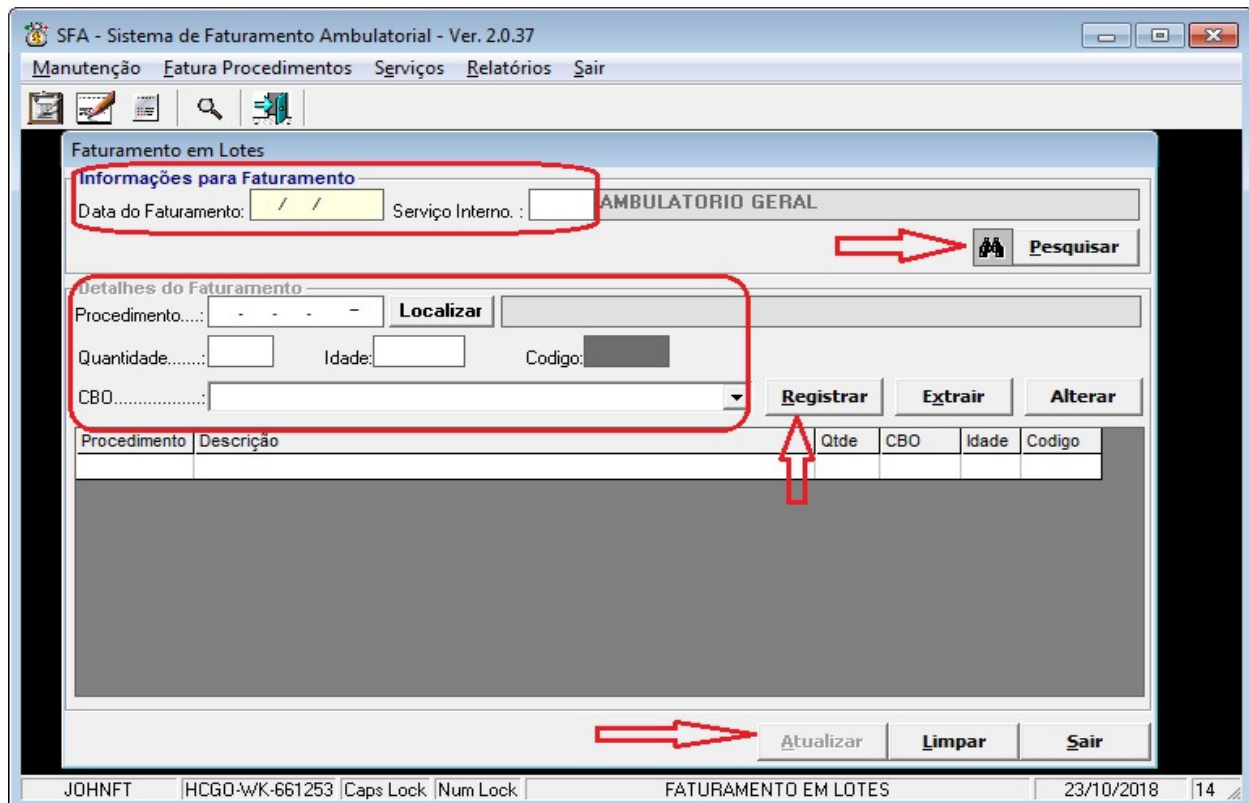 SFA - Sistema de Faturamento Ambulatorial - Ver. 2.0.37
Manutenção Fatura Procedimentos Serviços Relatórios Sair
Faturamento em Lotes
Informações para Faturamento
Data do Faturamento: / / Serviço Interno. : AMBULATORIO GERAL
Pesquisar
Detalhes do Faturamento
Procedimento....: - - - - Localizar
Quantidade.......: Idade: Codigo:
CBO..................: Registrar Extrair Alterar
Procedimento Descrição Qtde CBO Idade Codigo
Atualizar Limpar Sair
JOHNFT HCGO-WK-661253 Caps Lock Num Lock FATURAMENTO EM LOTES 23/10/2018 14